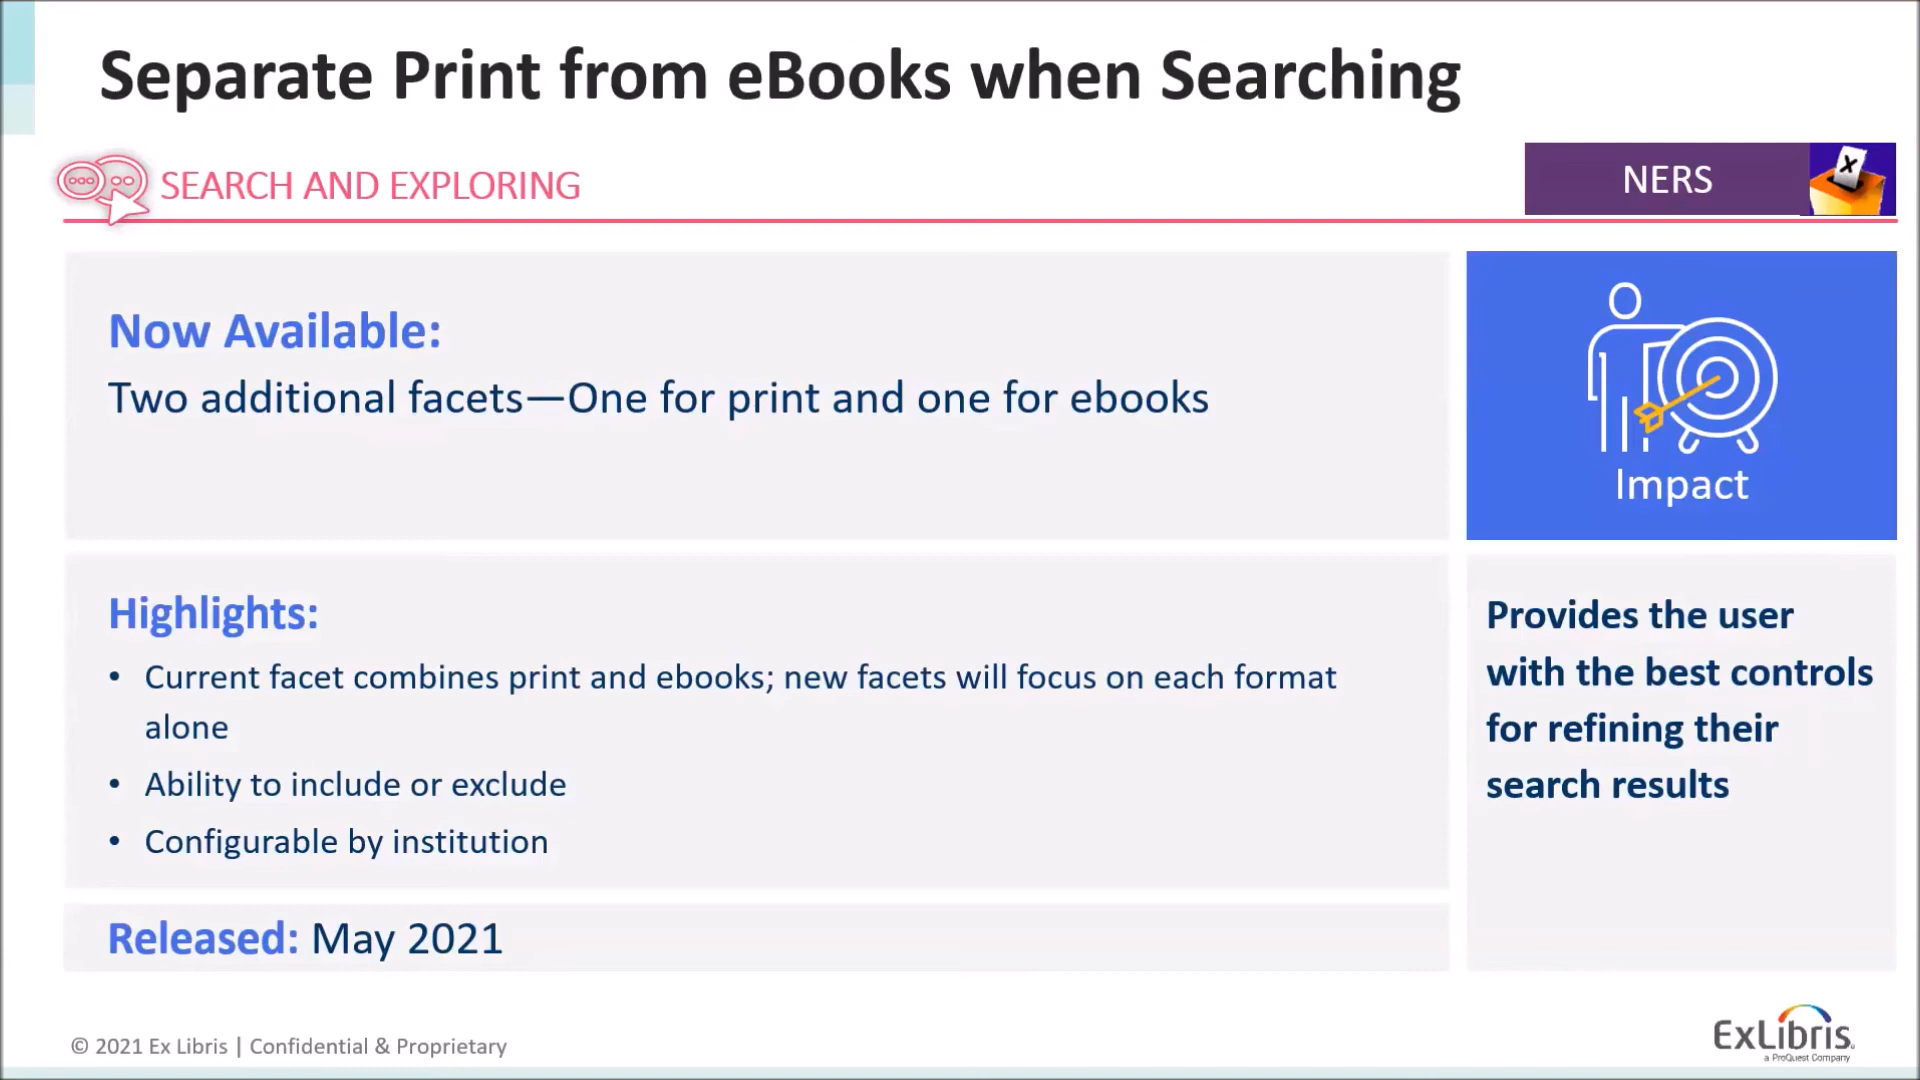 Separate Print from eBooks when Searching
SEARCH AND EXPLORING
NERS
X
Now Available:
Two additional facets—One for print and one for ebooks
Impact
Highlights:
• Current facet combines print and ebooks; new facets will focus on each format
alone
• Ability to include or exclude
• Configurable by institution
Provides the user
with the best controls
for refining their
search results
Released: May 2021
© 2021 Ex Libris | Confidential & Proprietary
ExLibris
a ProQuest Company